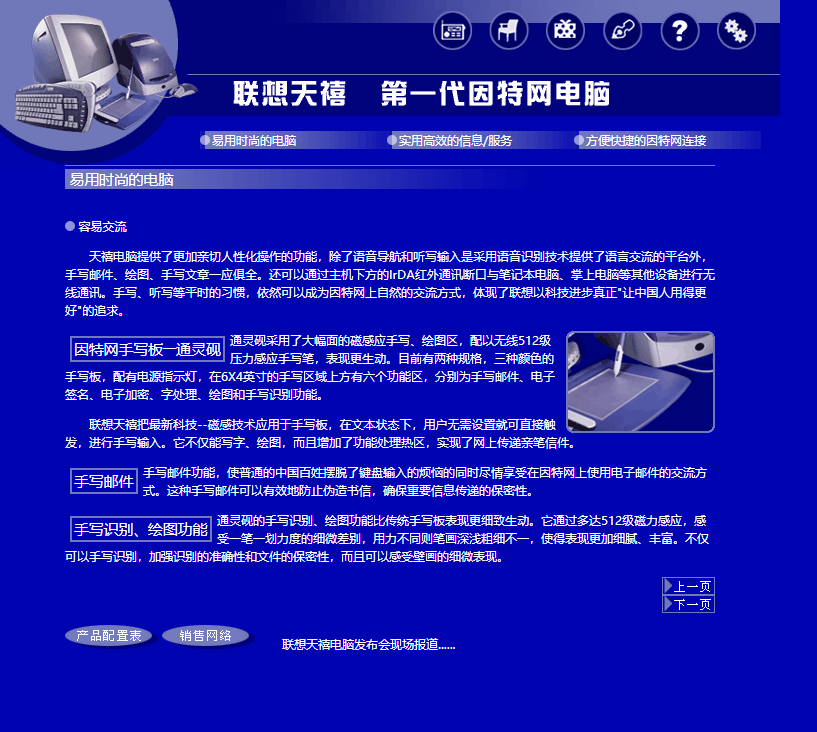 联想天禧 第一代因特网电脑
易用时尚的电脑 实用高效的信息/服务 方便快捷的因特网连接
易用时尚的电脑
容易交流
天禧电脑提供了更加亲切人性化操作的功能，除了语音导航和听写输入是采用语音识别技术提供了语言交流的平台外，
手写邮件、绘图、手写文章一应俱全。还可以通过主机下方的IrDA红外通讯断口与笔记本电脑、掌上电脑等其他设备进行无
线通讯。手写、听写等平时的习惯，依然可以成为因特网上自然的交流方式，体现了联想以科技进步真正"让中国人用得更
好"的追求。
因特网手写板一通灵砚
通灵砚采用了大幅面的磁感应手写、绘图区，配以无线512级
压力感应手写笔，表现更生动。目前有两种规格，三种颜色的
手写板，配有电源指示灯，在6X4英寸的手写区域上方有六个功能区，分别为手写邮件、电子
签名、电子加密、字处理、绘图和手写识别功能。
联想天禧把最新科技--磁感技术应用于手写板，在文本状态下，用户无需设置就可直接触
发，进行手写输入。它不仅能写字、绘图，而且增加了功能处理热区，实现了网上传递亲笔信件。
手写邮件
手写邮件功能，使普通的中国百姓摆脱了键盘输入的烦恼的同时尽情享受在因特网上使用电子邮件的交流方
式。这种手写邮件可以有效地防止伪造书信，确保重要信息传递的保密性。
手写识别、绘图功能
通灵砚的手写识别、绘图功能比传统手写板表现更细致生动。它通过多达512级磁力感应，感
受一笔一划力度的细微差别，用力不同则笔画深浅粗细不一，使得表现更加细腻、丰富。不仅
可以手写识别，加强识别的准确性和文件的保密性，而且可以感受壁画的细微表现。
上一页
下一页
产品配置表 销售网络 联想天禧电脑发布会现场报道......